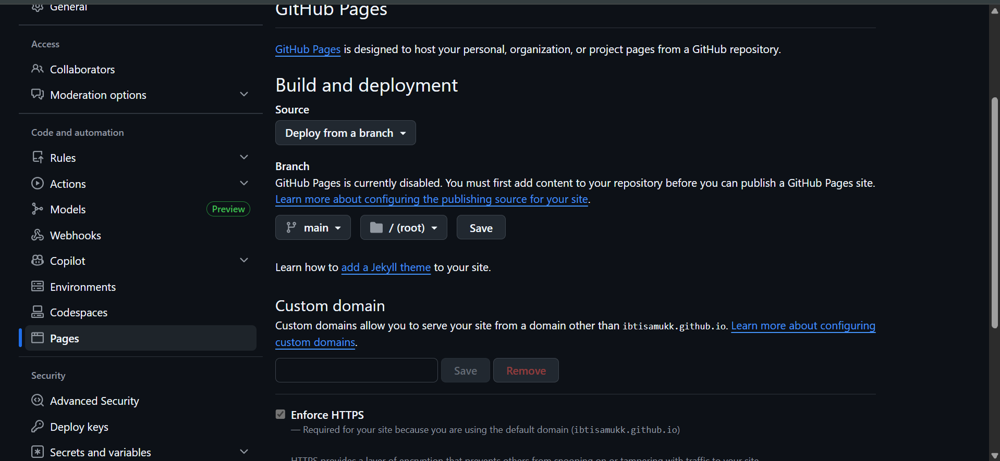 General
Access
Collaborators
Moderation options
Code and automation
Rules
Actions
Models Preview
Webhooks
Copilot
Environments
Codespaces
Pages
Security
Advanced Security
Deploy keys
Secrets and variables
GitHub Pages
GitHub Pages is designed to host your personal, organization, or project pages from a GitHub repository.
Build and deployment
Source
Deploy from a branch
Branch
GitHub Pages is currently disabled. You must first add content to your repository before you can publish a GitHub Pages site.
Learn more about configuring the publishing source for your site.
main / (root) Save
Learn how to add a Jekyll theme to your site.
Custom domain
Custom domains allow you to serve your site from a domain other than ibtisamukk.github.io. Learn more about configuring
custom domains.
Save Remove
Enforce HTTPS
— Required for your site because you are using the default domain (ibtisamukk.github.io)
HTTPS provides a layer of encryption that prevents others from snooping on or tampering with traffic to your site.